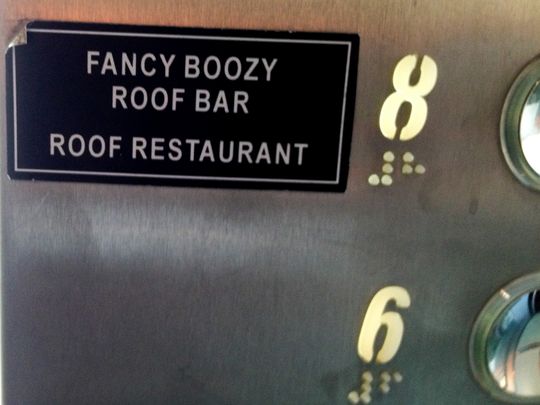 FANCY BOOZY
ROOF BAR
ROOF RESTAURANT
8
6